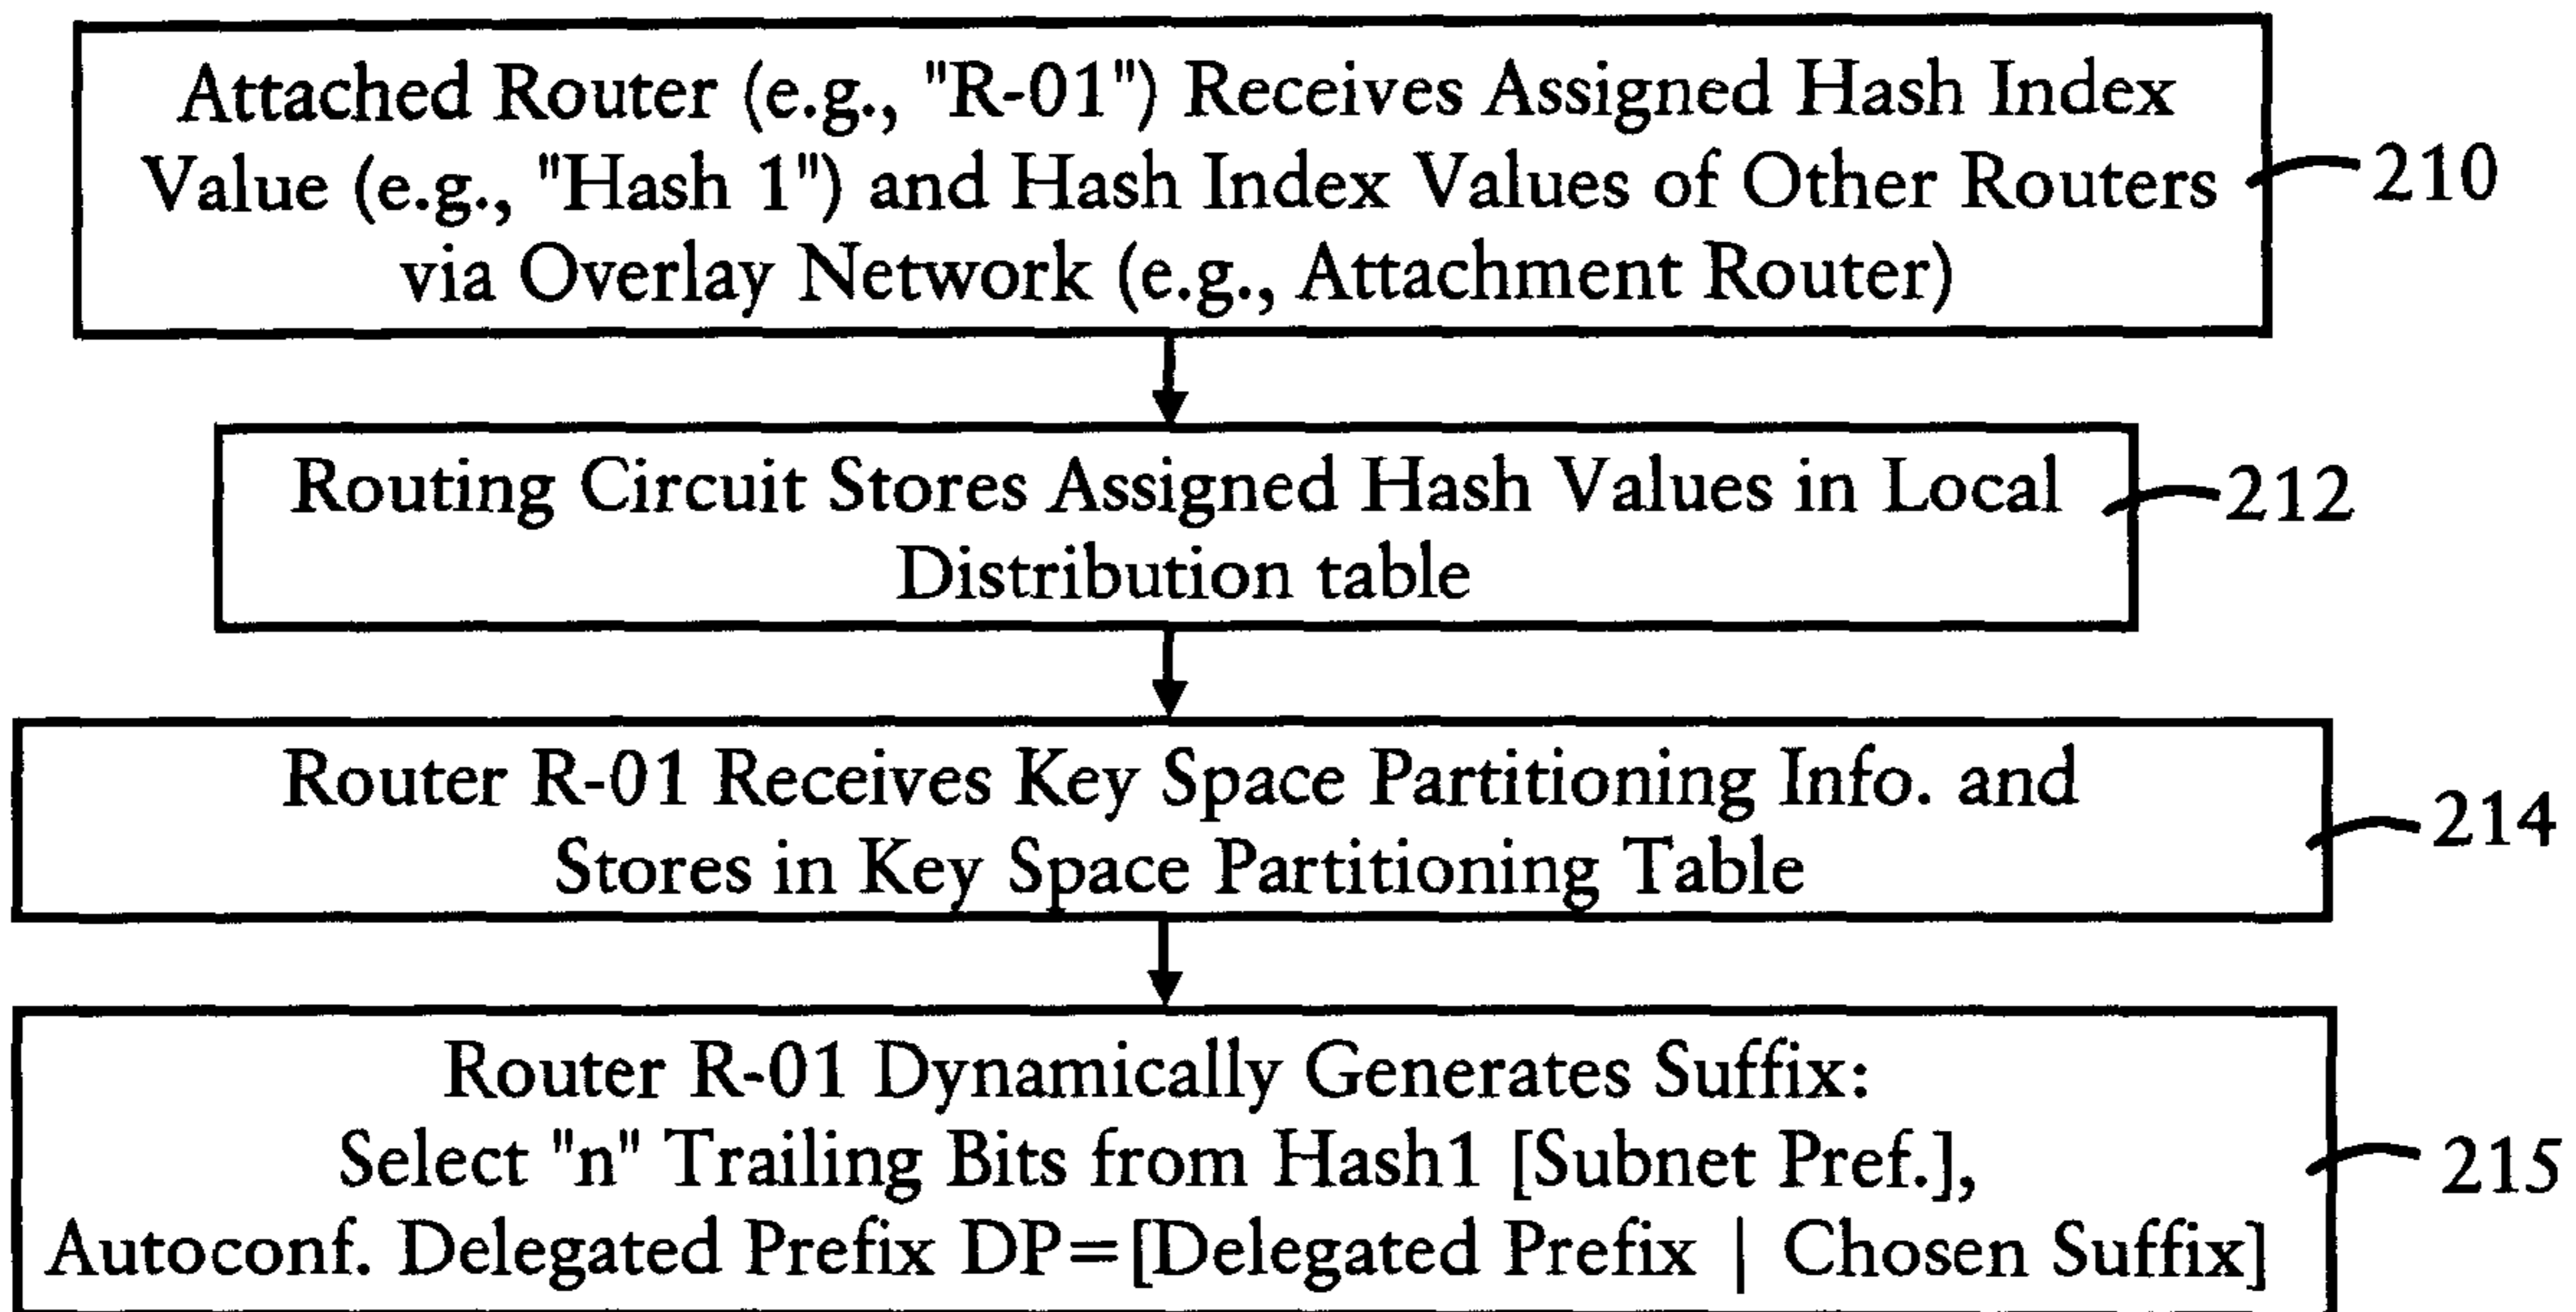 Attached Router (e.g., "R-01") Receives Assigned Hash Index
Value (e.g., "Hash 1") and Hash Index Values of Other Routers
via Overlay Network (e.g., Attachment Router)
210
Routing Circuit Stores Assigned Hash Values in Local
Distribution table
212
Router R-01 Receives Key Space Partitioning Info. and
Stores in Key Space Partitioning Table
214
Router R-01 Dynamically Generates Suffix:
Select "n" Trailing Bits from Hash1 [Subnet Pref.],
Autoconf. Delegated Prefix DP=[Delegated Prefix | Chosen Suffix]
215